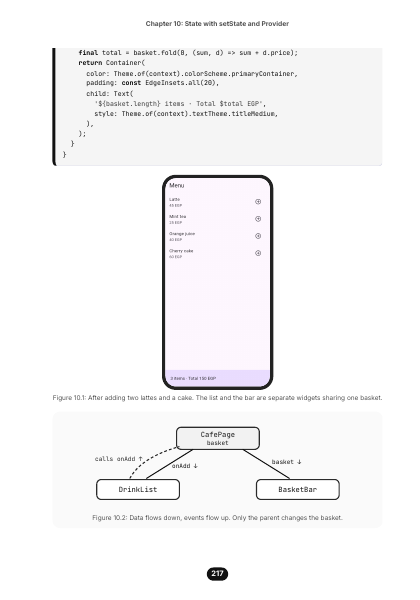 Chapter 10: State with setState and Provider
final total = basket.fold(0, (sum, d) => sum + d.price);
return Container(
color: Theme.of(context).colorScheme.primaryContainer,
padding: const EdgeInsets.all(20),
child: Text(
'${basket.length} items · Total $total EGP',
style: Theme.of(context).textTheme.titleMedium,
),
);
}
}
Menu
Latte
45 EGP
Mint tea
25 EGP
Orange juice
Cherry cake
60 EGP
3 items · Total 150 EGP
Figure 10.1: After adding two lattes and a cake. The list and the bar are separate widgets sharing one basket.
CafePage
basket
calls onAdd ↑
onAdd ↓
basket ↓
DrinkList
BasketBar
Figure 10.2: Data flows down, events flow up. Only the parent changes the basket.
217